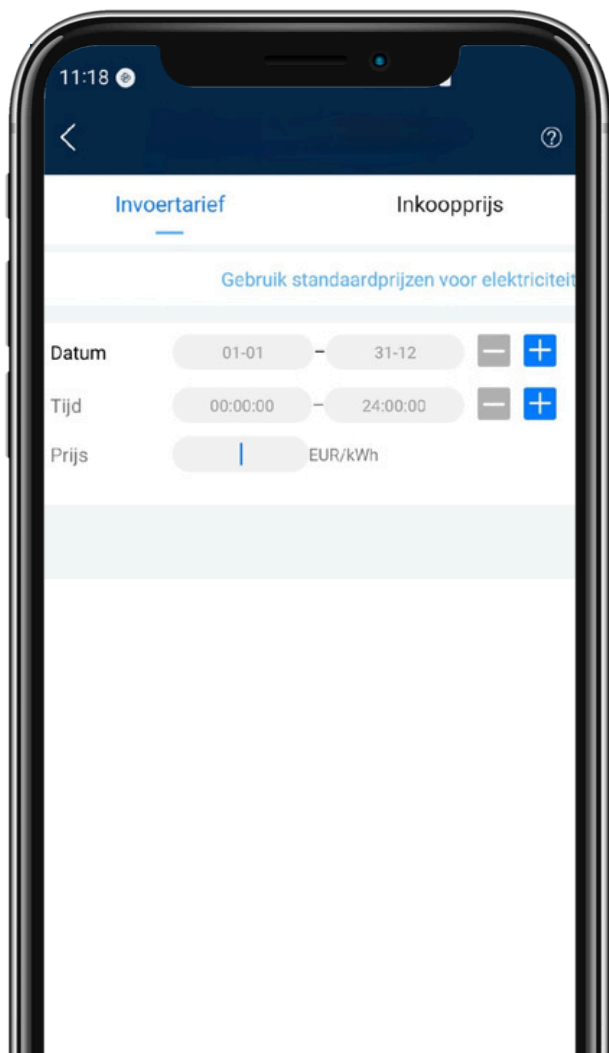 11:18
Invoertarief Inkoopprijs
Gebruik standaardprijzen voor elektriciteit
Datum 01-01 – 31-12
Tijd 00:00:00 – 24:00:00
Prijs EUR/kWh